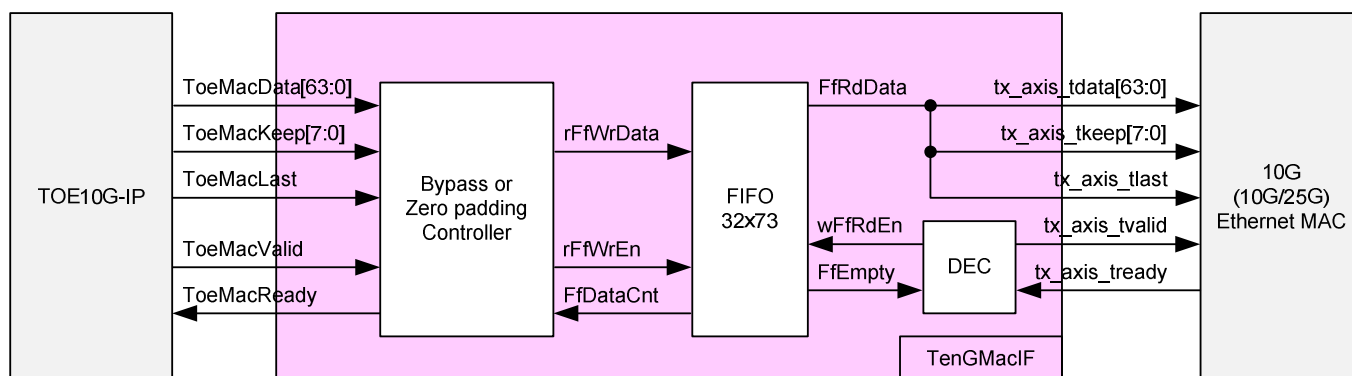 TOE10G-IP
ToeMacData[63:0]
ToeMacKeep[7:0]
ToeMacLast
ToeMacValid
ToeMacReady
Bypass or
Zero padding
Controller
rFfWrData
rFfWrEn
FfDataCnt
FIFO
32x73
FfRdData
wFfRdEn
FfEmpty
DEC
tx_axis_tdata[63:0]
tx_axis_tkeep[7:0]
tx_axis_tlast
tx_axis_tvalid
tx_axis_tready
10G
(10G/25G)
Ethernet MAC
TenGMacIF